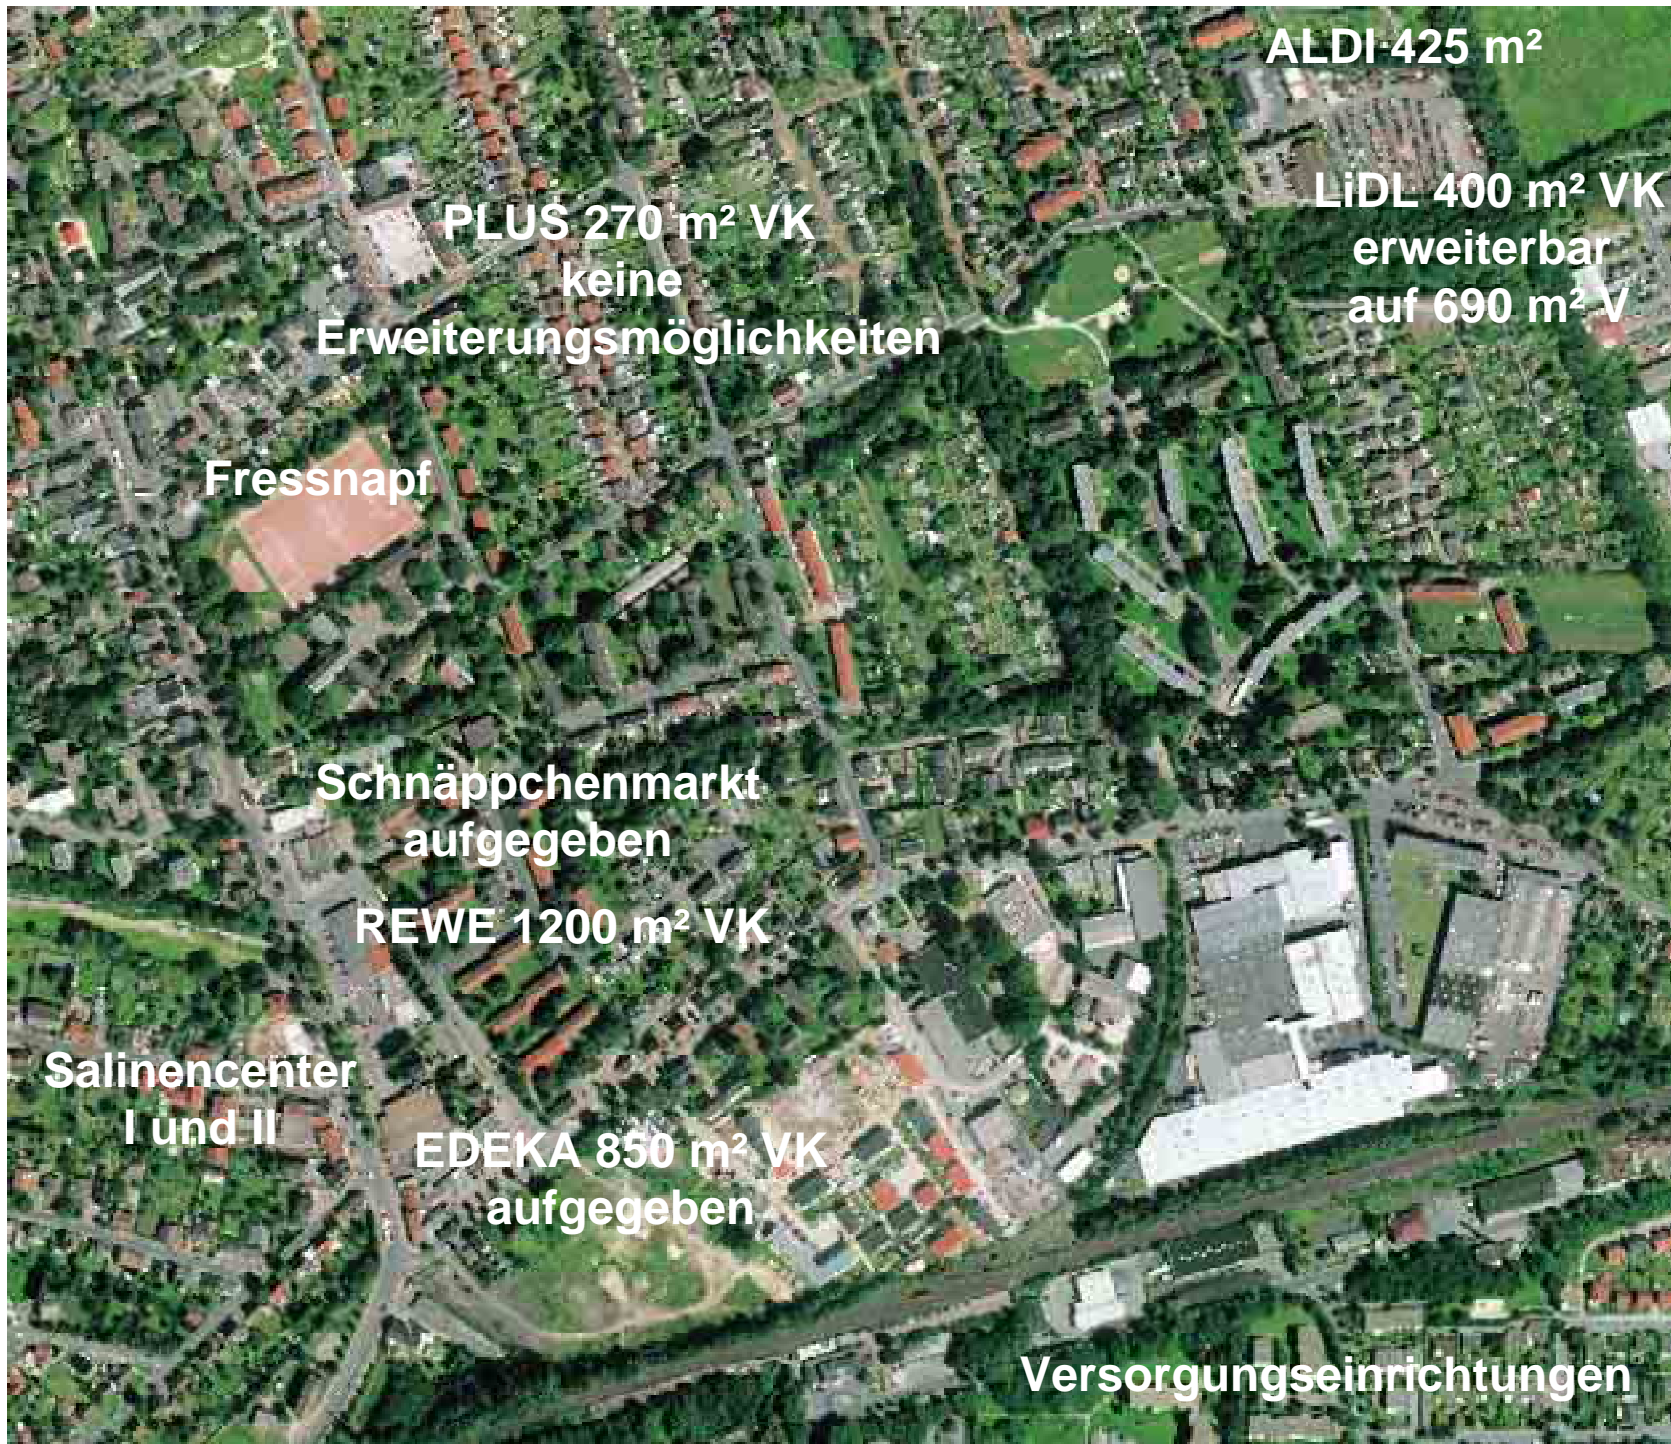 ALDI 425 m²
LiDL 400 m² VK
erweiterbar
auf 690 m² V
PLUS 270 m² VK
keine
Erweiterungsmöglichkeiten
Fressnapf
Schnäppchenmarkt
aufgegeben
REWE 1200 m² VK
Salinencenter
I und II
EDEKA 850 m² VK
aufgegeben
Versorgungseinrichtungen